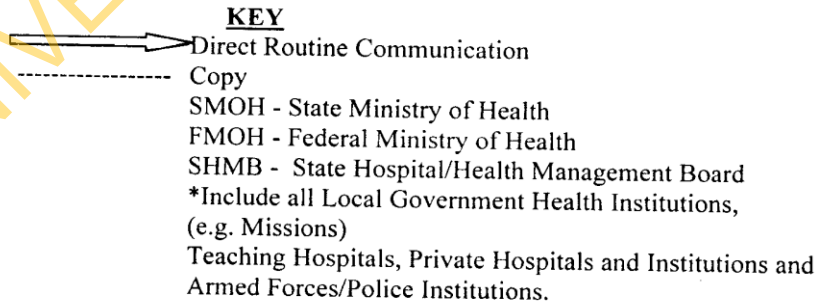 KEY
Direct Routine Communication
Copy
SMOH - State Ministry of Health
FMOH - Federal Ministry of Health
SHMB - State Hospital/Health Management Board
*Include all Local Government Health Institutions,
(e.g. Missions)
Teaching Hospitals, Private Hospitals and Institutions and
Armed Forces/Police Institutions.